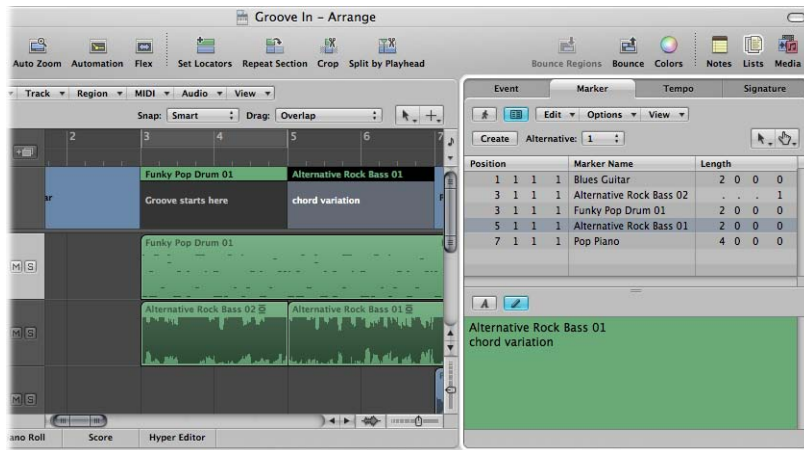 Groove In – Arrange
Auto Zoom Automation Flex Set Locators Repeat Section Crop Split by Playhead Bounce Regions Bounce Colors Notes Lists Media
Track Region MIDI Audio View
Snap: Smart Drag: Overlap
2 3 4 5 6 7
Funky Pop Drum 01 Alternative Rock Bass 01
Groove starts here chord variation
Funky Pop Drum 01
M S
Alternative Rock Bass 02 Alternative Rock Bass 01
M S
M S
ano Roll Score Hyper Editor
Event Marker Tempo Signature
Edit Options View
Create Alternative: 1
Position Marker Name Length
1 1 1 1 Blues Guitar 2 0 0 0
3 1 1 1 Alternative Rock Bass 02 . . . 1
3 1 1 1 Funky Pop Drum 01 2 0 0 0
5 1 1 1 Alternative Rock Bass 01 2 0 0 0
7 1 1 1 Pop Piano 4 0 0 0
A
Alternative Rock Bass 01
chord variation